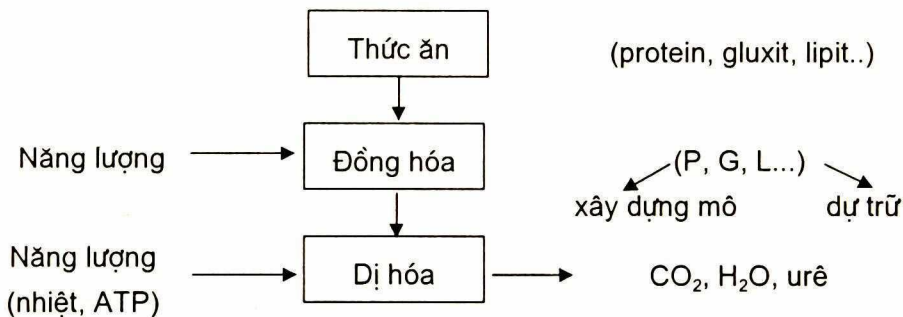 Thức ăn (protein, gluxit, lipit..)
Năng lượng Đồng hóa (P, G, L...)
xây dựng mô dự trữ
Năng lượng
(nhiệt, ATP) Dị hóa CO₂, H₂O, urê